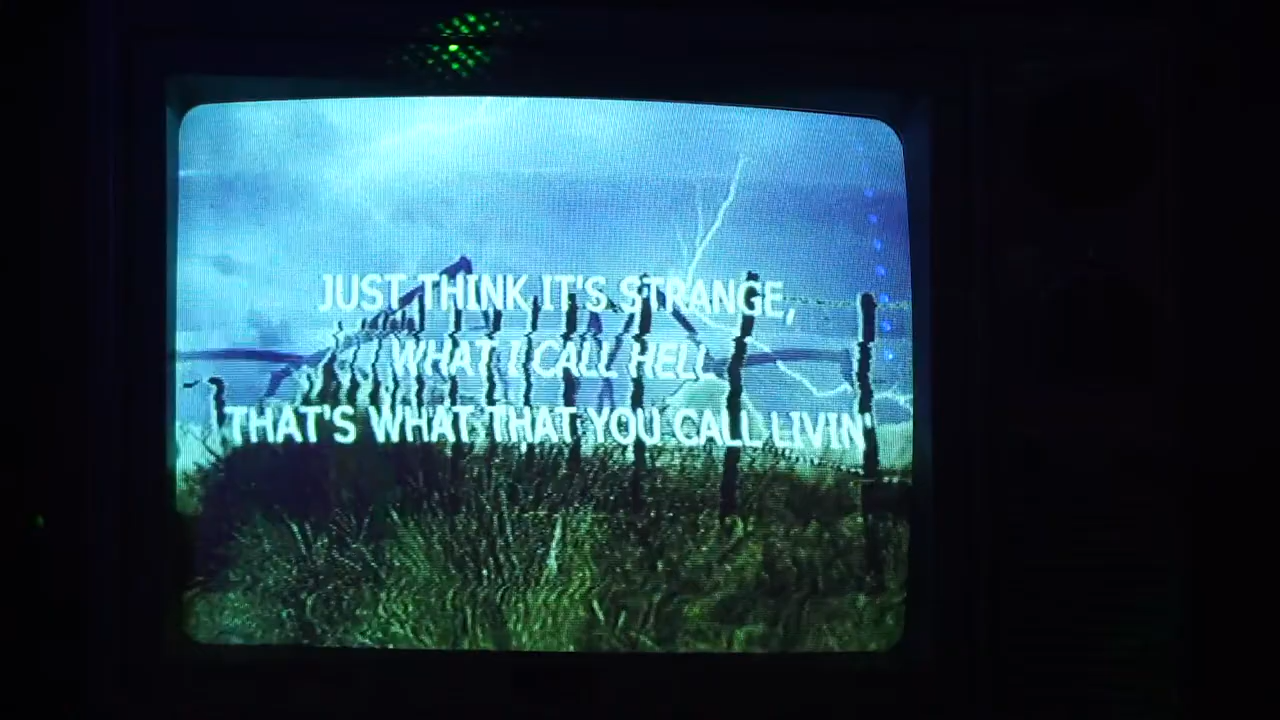 JUST THINK IT'S STRANGE,
WHAT I CALL HELL
THAT'S WHAT THAT YOU CALL LIVIN'